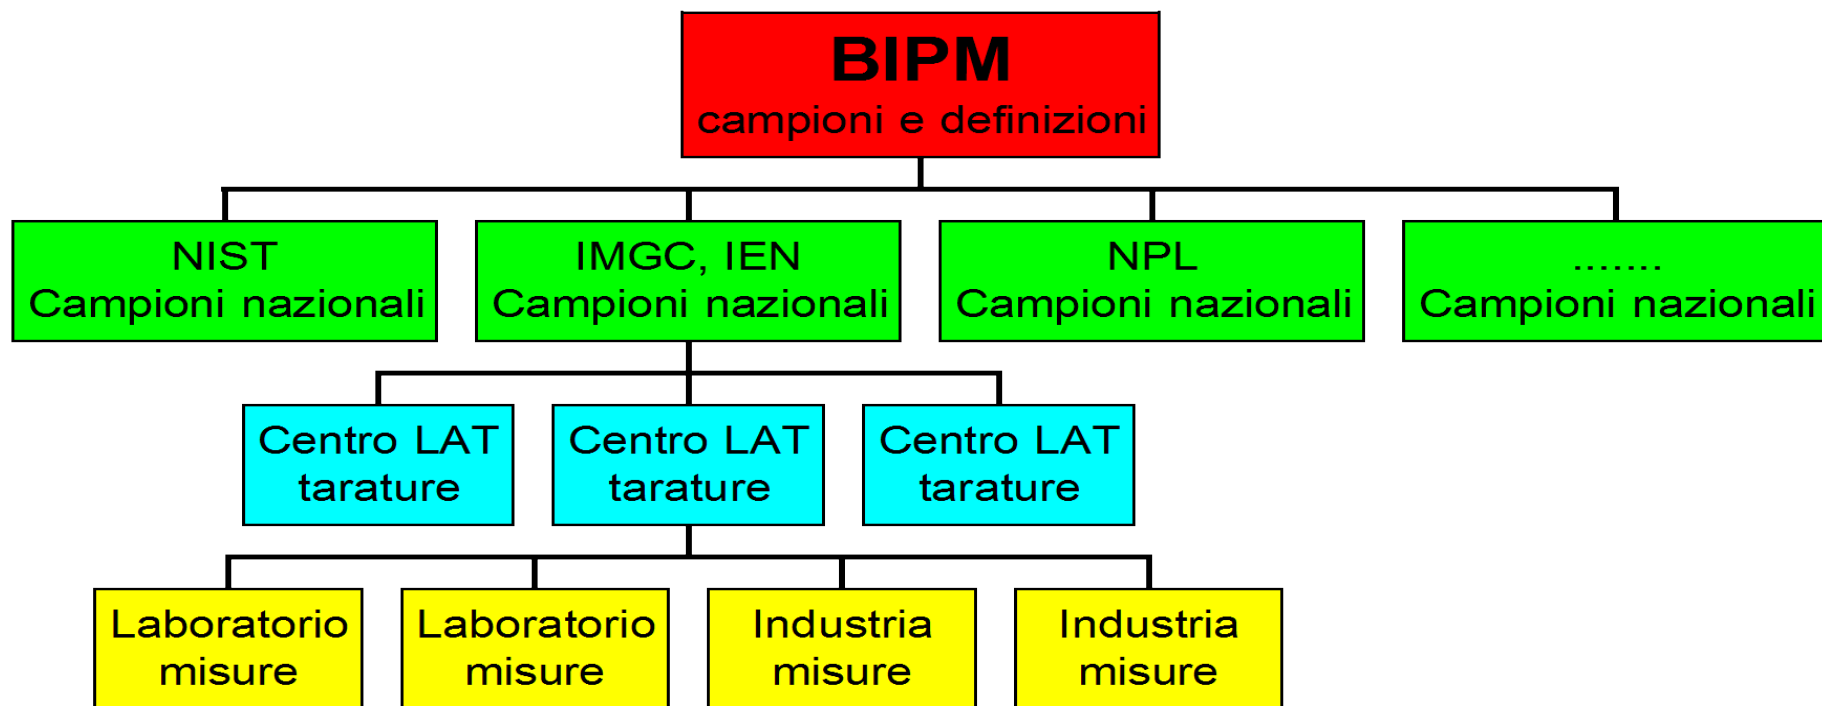 BIPM
campioni e definizioni
NIST
Campioni nazionali
IMGC, IEN
Campioni nazionali
NPL
Campioni nazionali
.......
Campioni nazionali
Centro LAT
tarature
Centro LAT
tarature
Centro LAT
tarature
Laboratorio
misure
Laboratorio
misure
Industria
misure
Industria
misure